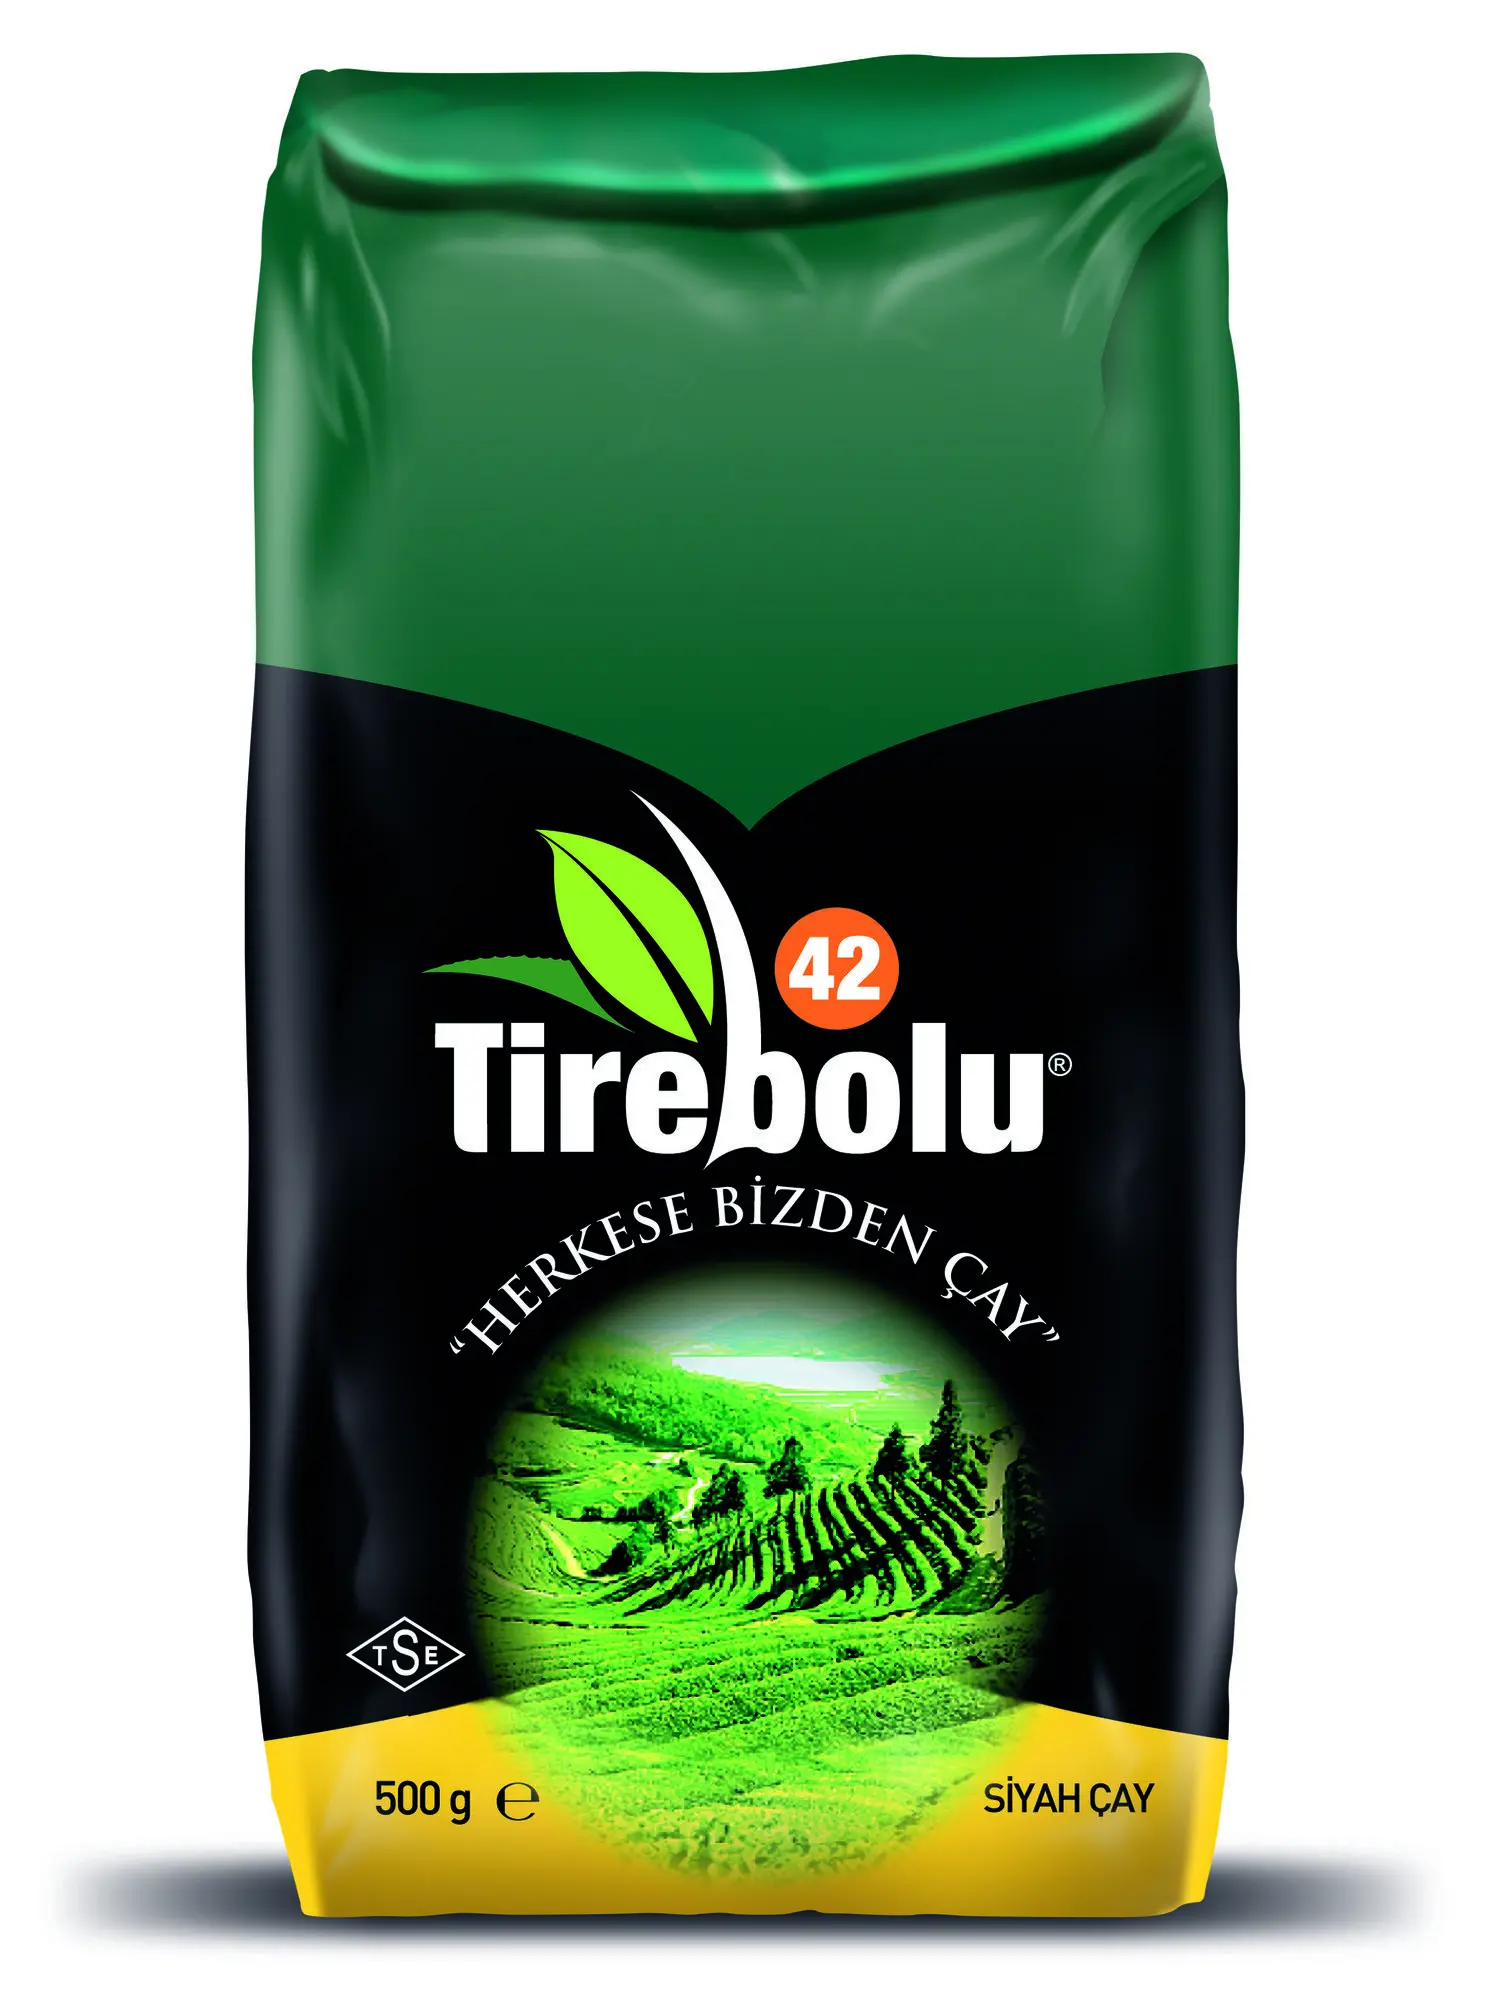 42
Tirebolu®
"HERKESE BİZDEN ÇAY"
TSE
500 g ℮
SİYAH ÇAY